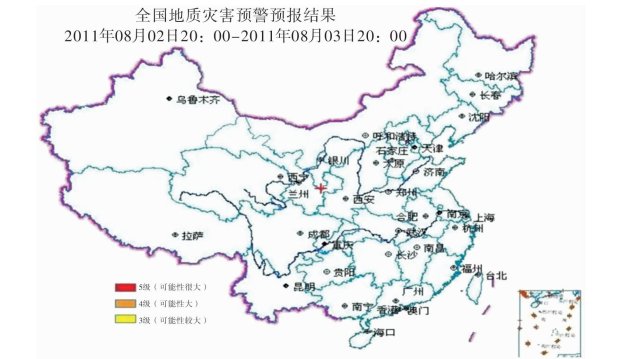 全国地质灾害预警预报结果
2011年08月02日20：00-2011年08月03日20：00
哈尔滨
长春
乌鲁木齐
沈阳
呼和浩特
天津
石家庄
银川
太原
济南
西宁
兰州
郑州
西安
合肥
南京
上海
杭州
拉萨
成都
武汉
重庆
南昌
长沙
贵阳
福州
台北
5级（可能性很大）
昆明
广州
4级（可能性大）
南宁
香港
澳门
3级（可能性较大）
海口